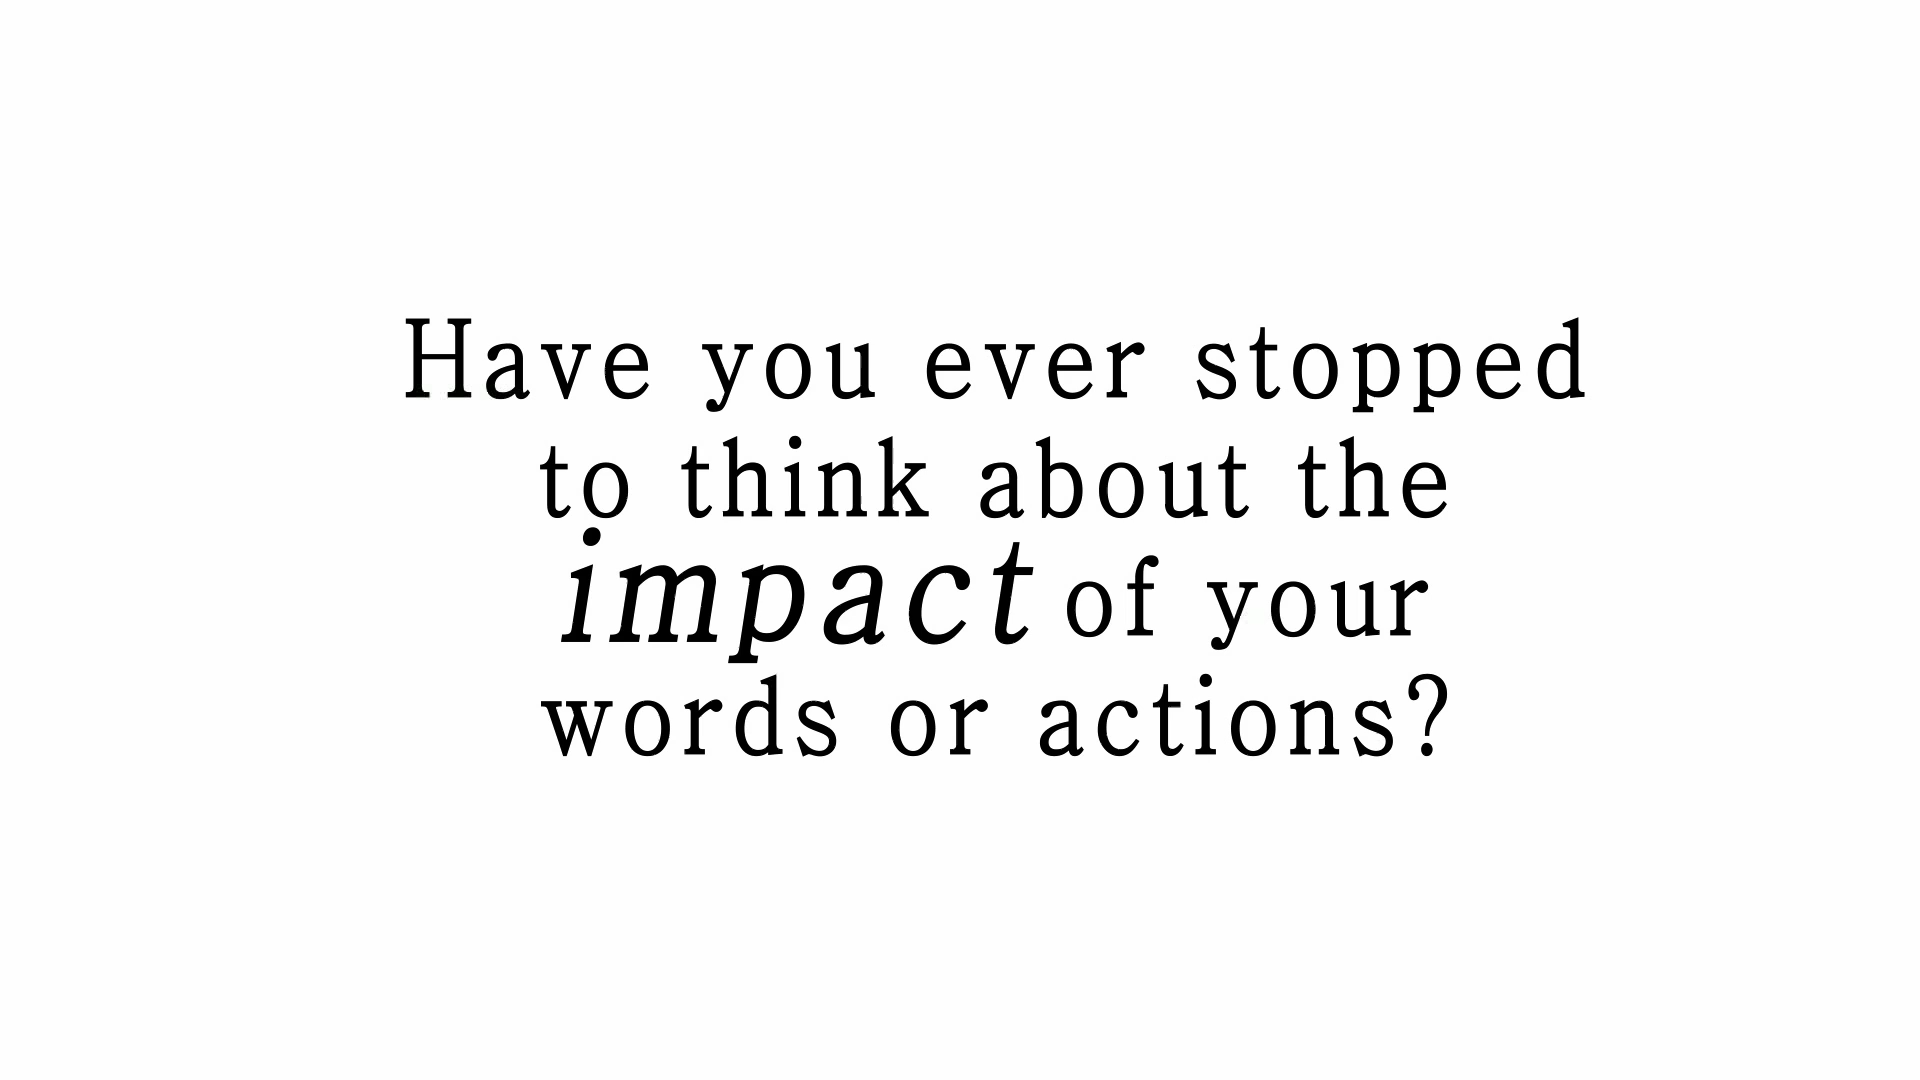 Have you ever stopped
to think about the
impact of your
words or actions?